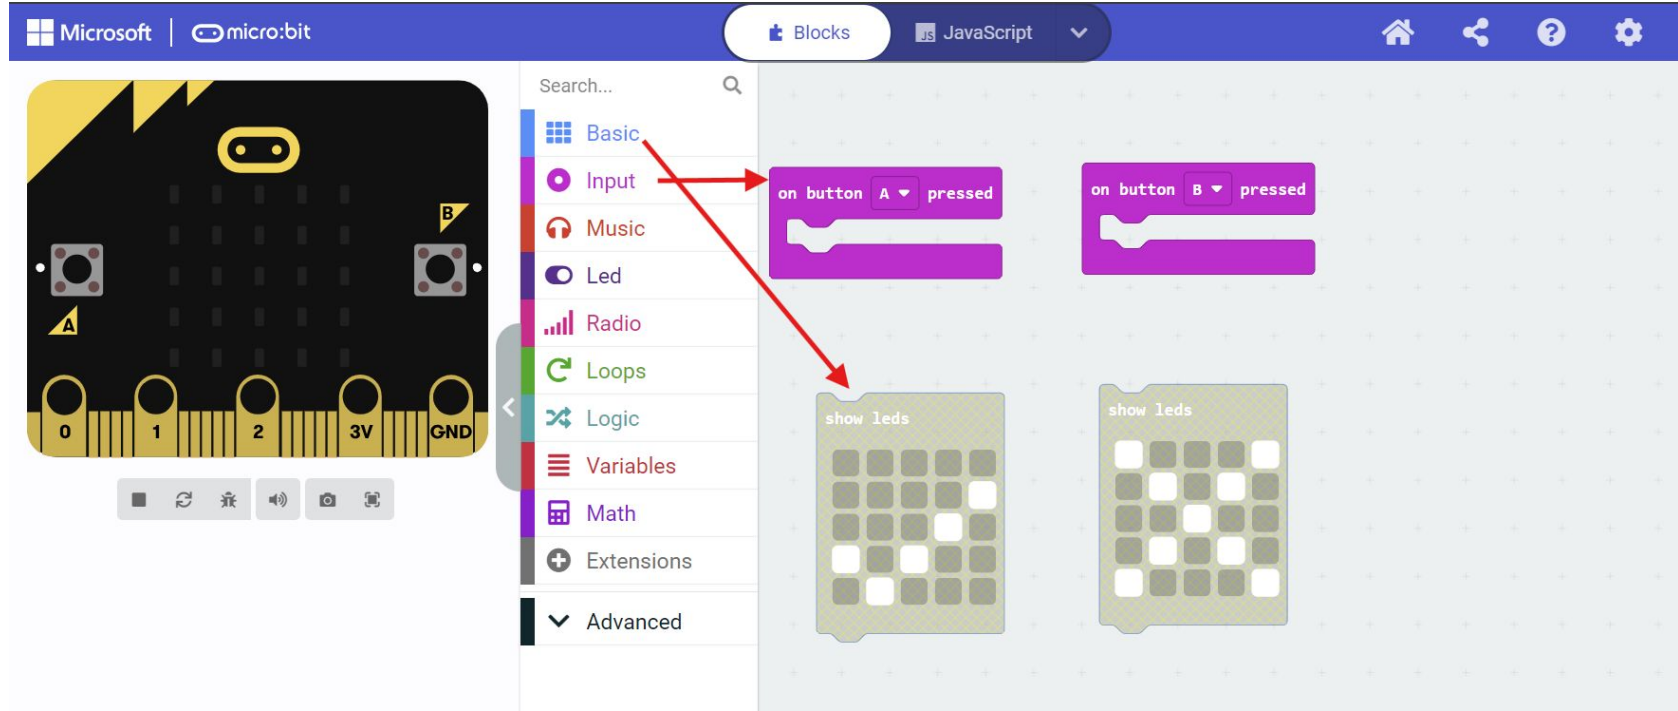 Microsoft micro:bit Blocks JS JavaScript
Search...
Basic
Input
Music
Led
Radio
Loops
Logic
Variables
Math
Extensions
Advanced
B
A
0 1 2 3V GND
on button A pressed
on button B pressed
show leds
show leds